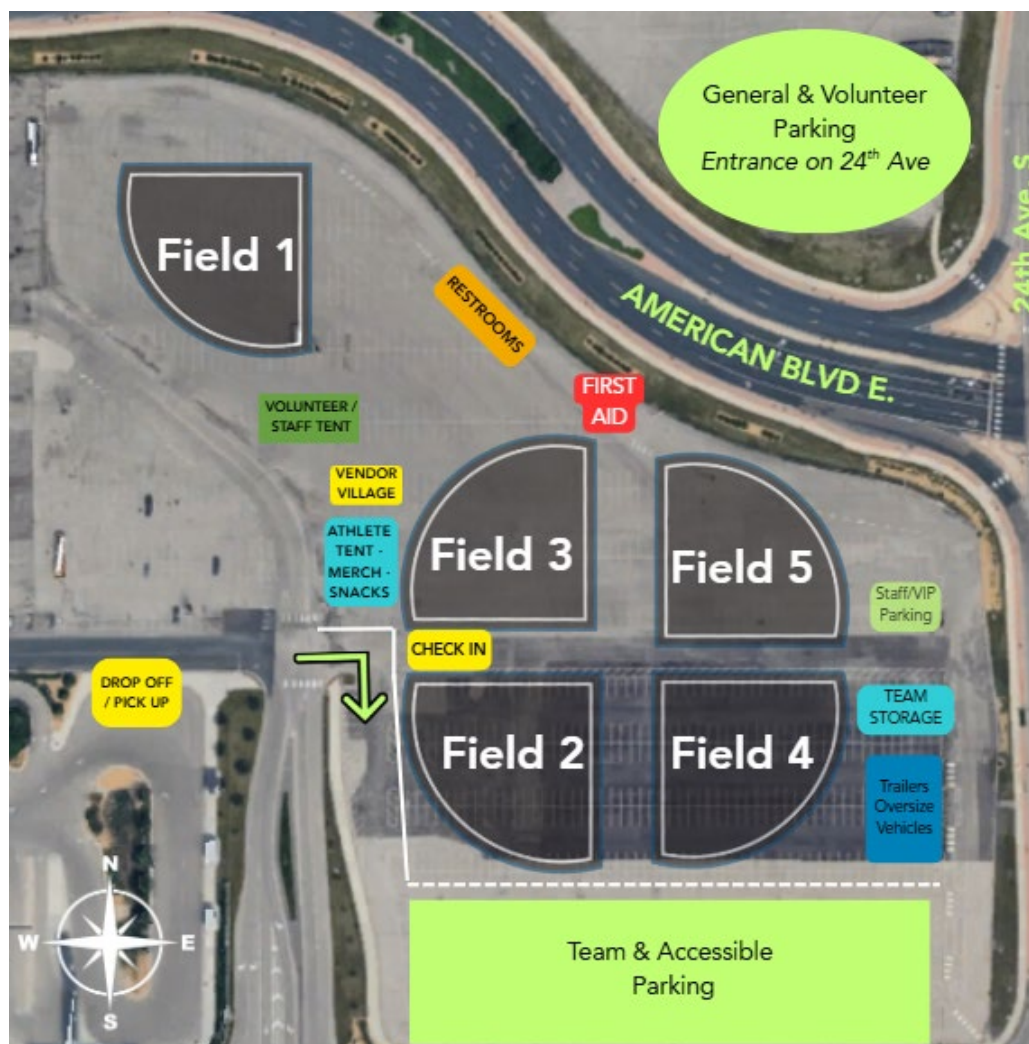 General & Volunteer
Parking
Entrance on 24th Ave
24th Ave. S.
Field 1
RESTROOMS
AMERICAN BLVD E.
FIRST
AID
VOLUNTEER /
STAFF TENT
VENDOR
VILLAGE
ATHLETE
TENT -
MERCH -
SNACKS
Field 3
Field 5
Staff/VIP
Parking
CHECK IN
DROP OFF
/ PICK UP
Field 2
Field 4
TEAM
STORAGE
Trailers
Oversize
Vehicles
N
W
E
S
Team & Accessible
Parking